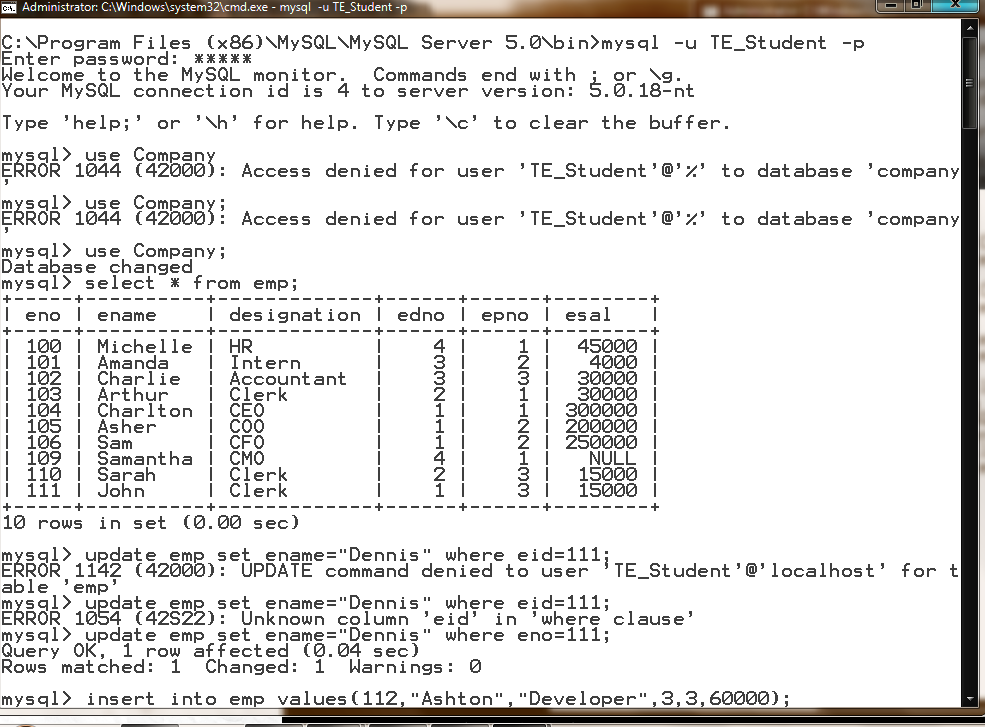 Administrator: C:\Windows\system32\cmd.exe - mysql -u TE_Student -p
C:\Program Files (x86)\MySQL\MySQL Server 5.0\bin>mysql -u TE_Student -p
Enter password: *****
Welcome to the MySQL monitor.  Commands end with ; or \g.
Your MySQL connection id is 4 to server version: 5.0.18-nt
Type 'help;' or '\h' for help. Type '\c' to clear the buffer.
mysql> use Company
ERROR 1044 (42000): Access denied for user 'TE_Student'@'%' to database 'company
'
mysql> use Company;
ERROR 1044 (42000): Access denied for user 'TE_Student'@'%' to database 'company
'
mysql> use Company;
Database changed
mysql> select * from emp;
+-----+-----------+-------------+------+------+--------+
| eno | ename     | designation | edno | epno | esal   |
+-----+-----------+-------------+------+------+--------+
| 100 | Michelle  | HR          |    4 |    1 |  45000 |
| 101 | Amanda    | Intern      |    3 |    2 |   4000 |
| 102 | Charlie   | Accountant  |    3 |    3 |  30000 |
| 103 | Arthur    | Clerk       |    2 |    1 |  30000 |
| 104 | Charlton  | CEO         |    1 |    1 | 300000 |
| 105 | Asher     | COO         |    1 |    2 | 200000 |
| 106 | Sam       | CFO         |    1 |    2 | 250000 |
| 109 | Samantha  | CMO         |    4 |    1 |   NULL |
| 110 | Sarah     | Clerk       |    2 |    3 |  15000 |
| 111 | John      | Clerk       |    1 |    3 |  15000 |
+-----+-----------+-------------+------+------+--------+
10 rows in set (0.00 sec)
mysql> update emp set ename="Dennis" where eid=111;
ERROR 1142 (42000): UPDATE command denied to user 'TE_Student'@'localhost' for t
able 'emp'
mysql> update emp set ename="Dennis" where eid=111;
ERROR 1054 (42S22): Unknown column 'eid' in 'where clause'
mysql> update emp set ename="Dennis" where eno=111;
Query OK, 1 row affected (0.04 sec)
Rows matched: 1  Changed: 1  Warnings: 0
mysql> insert into emp values(112,"Ashton","Developer",3,3,60000);